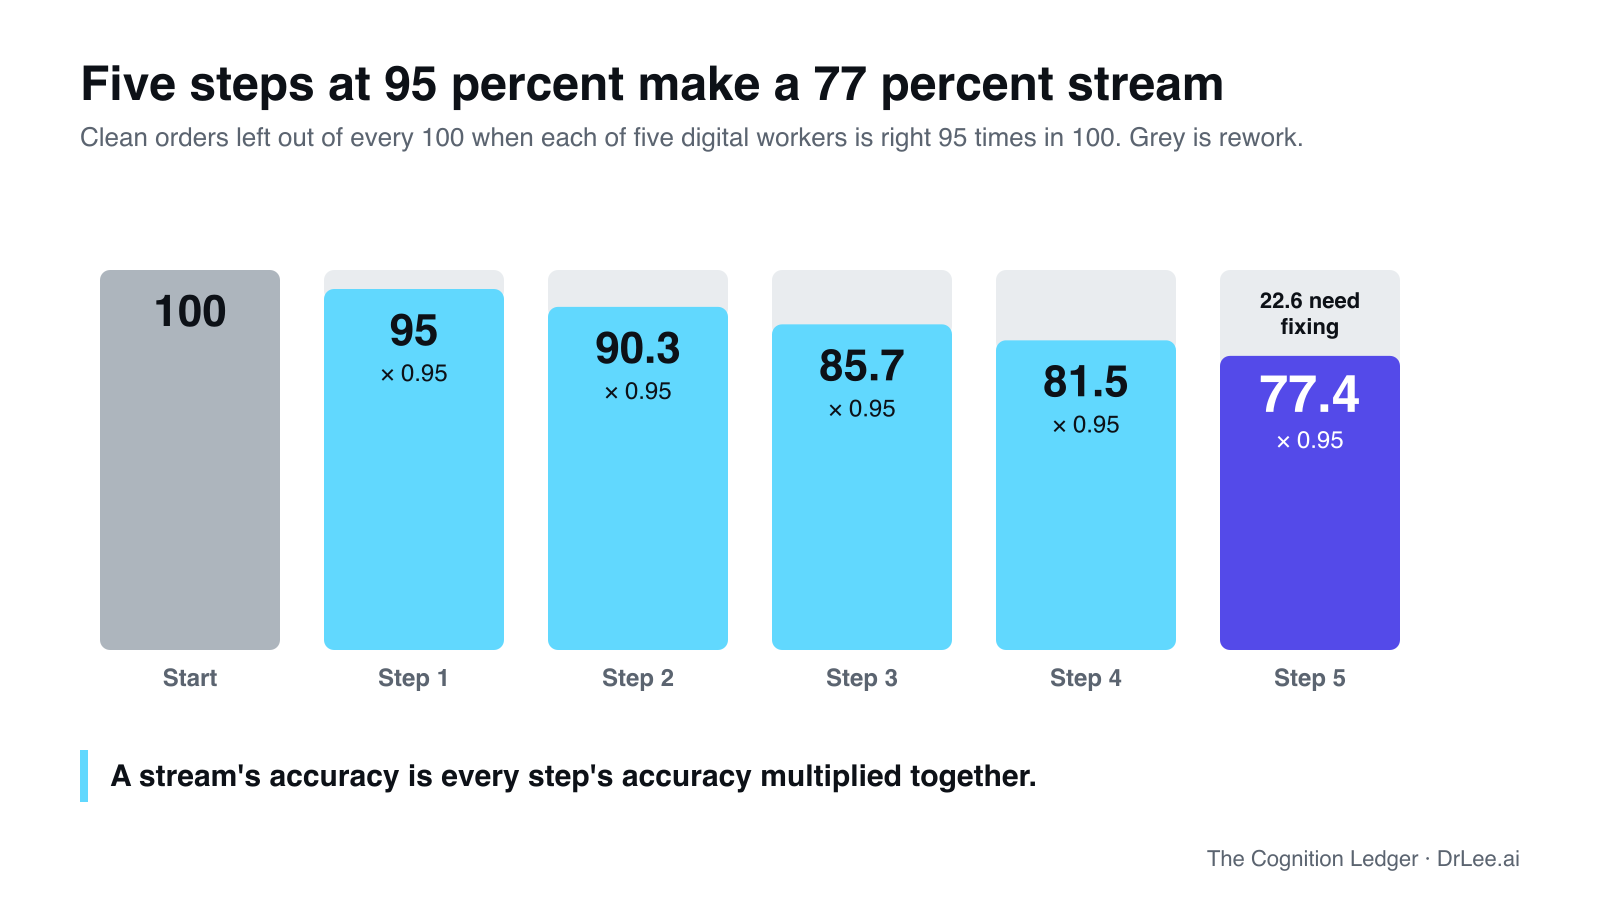 Five steps at 95 percent make a 77 percent stream
Clean orders left out of every 100 when each of five digital workers is right 95 times in 100. Grey is rework.
100
95
× 0.95
90.3
× 0.95
85.7
× 0.95
81.5
× 0.95
22.6 need
fixing
77.4
× 0.95
Start
Step 1
Step 2
Step 3
Step 4
Step 5
A stream's accuracy is every step's accuracy multiplied together.
The Cognition Ledger · DrLee.ai